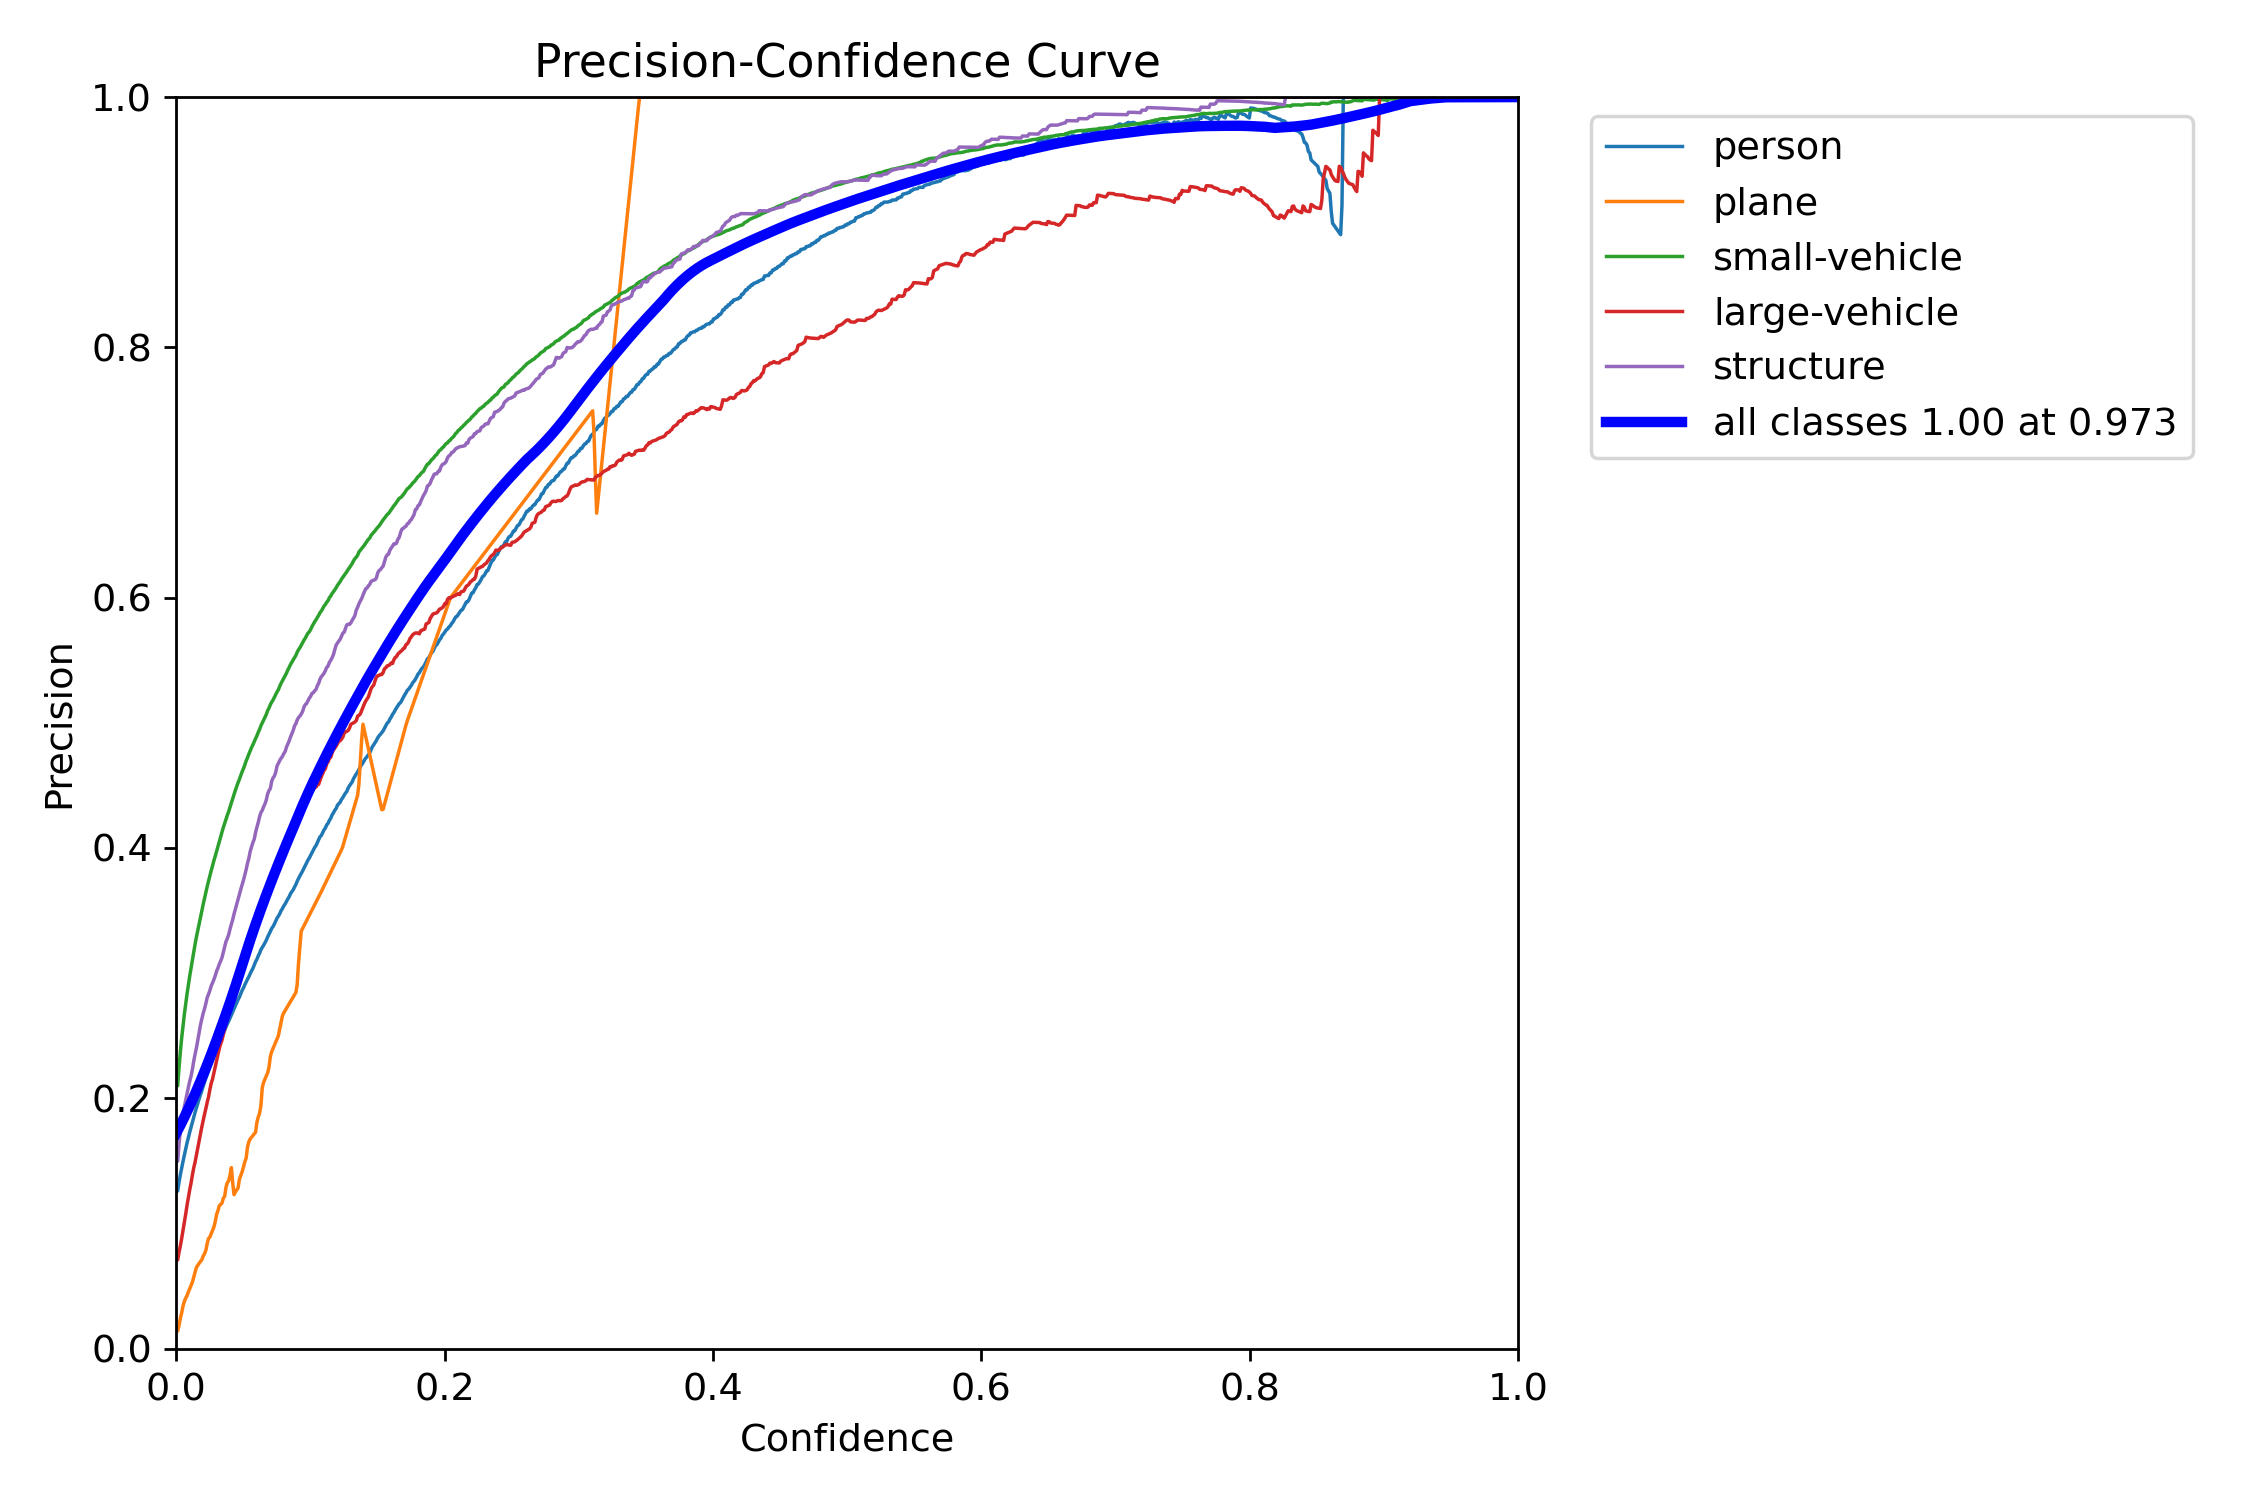 Precision-Confidence Curve
1.0
0.8
0.6
0.4
0.2
0.0
Precision
0.0 0.2 0.4 0.6 0.8 1.0
Confidence
person
plane
small-vehicle
large-vehicle
structure
all classes 1.00 at 0.973